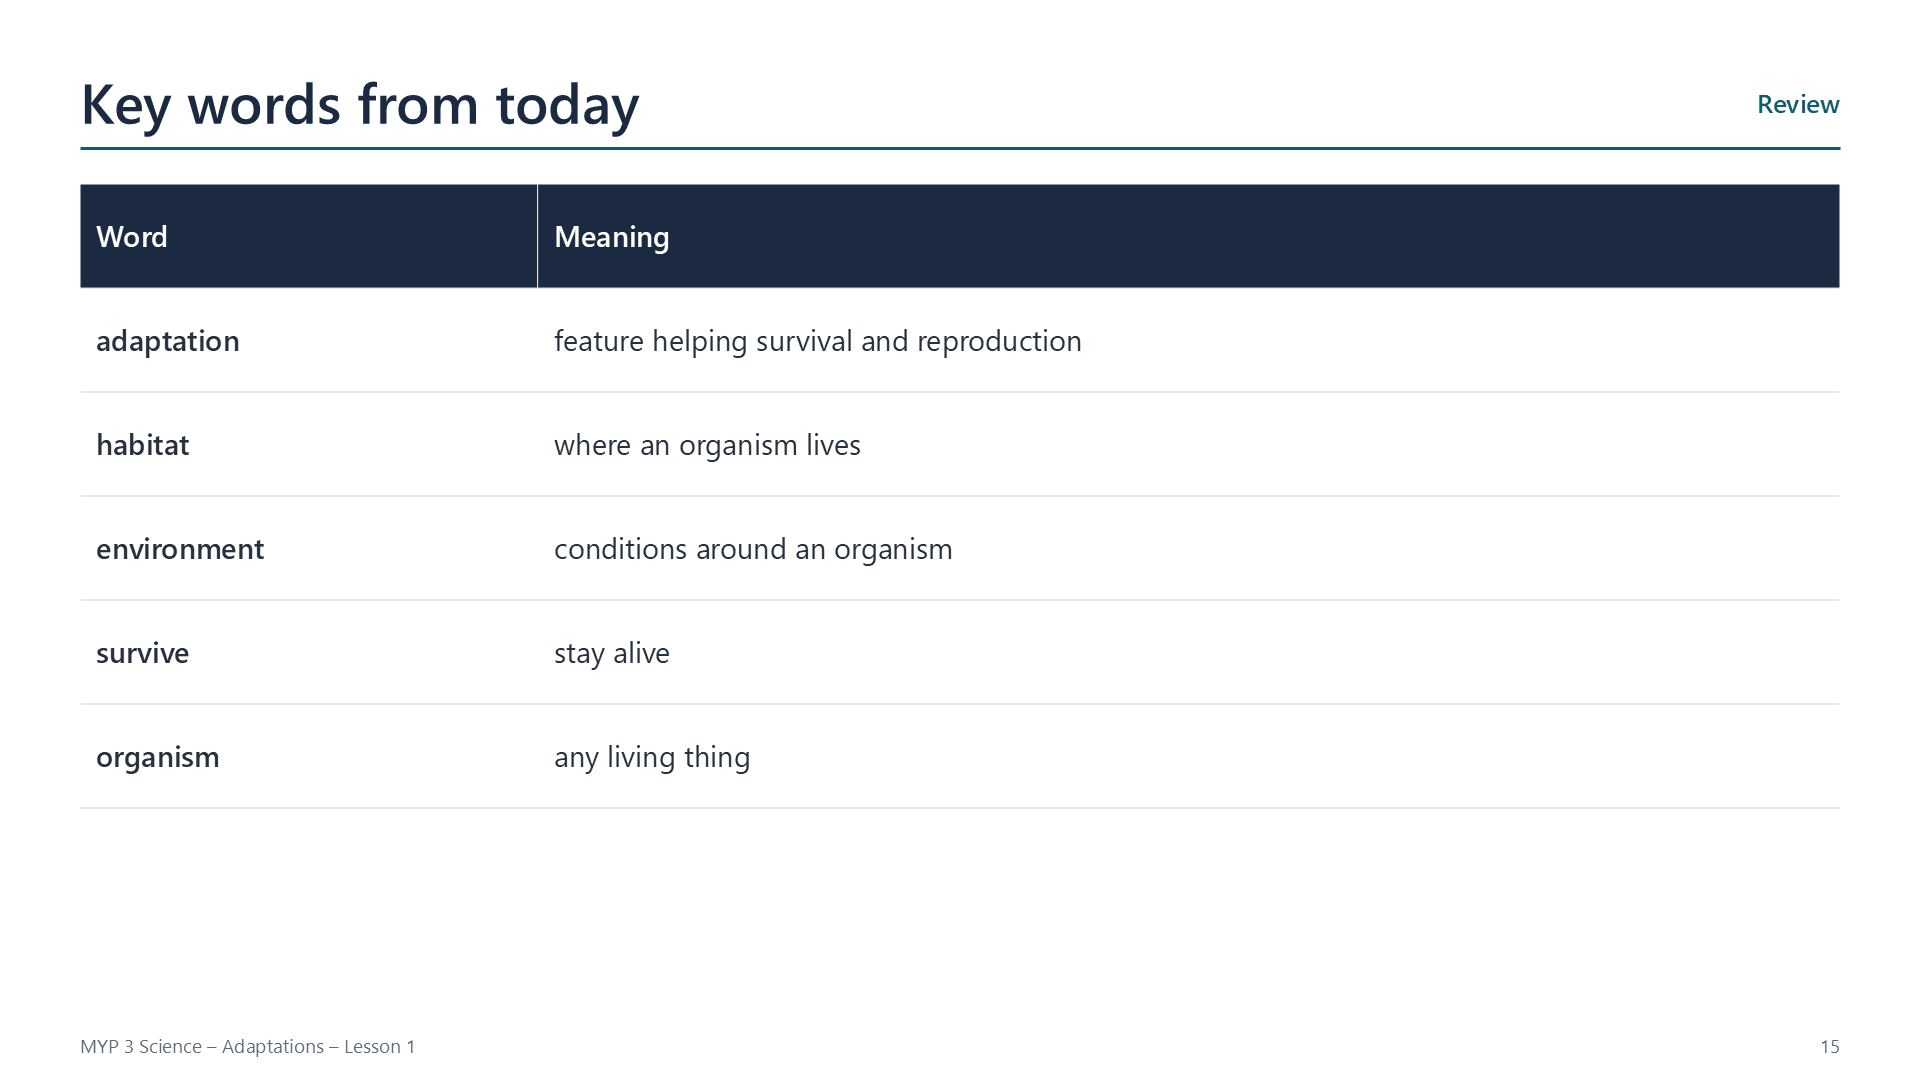 Key words from today
Review
Word Meaning
adaptation feature helping survival and reproduction
habitat where an organism lives
environment conditions around an organism
survive stay alive
organism any living thing
MYP 3 Science – Adaptations – Lesson 1
15